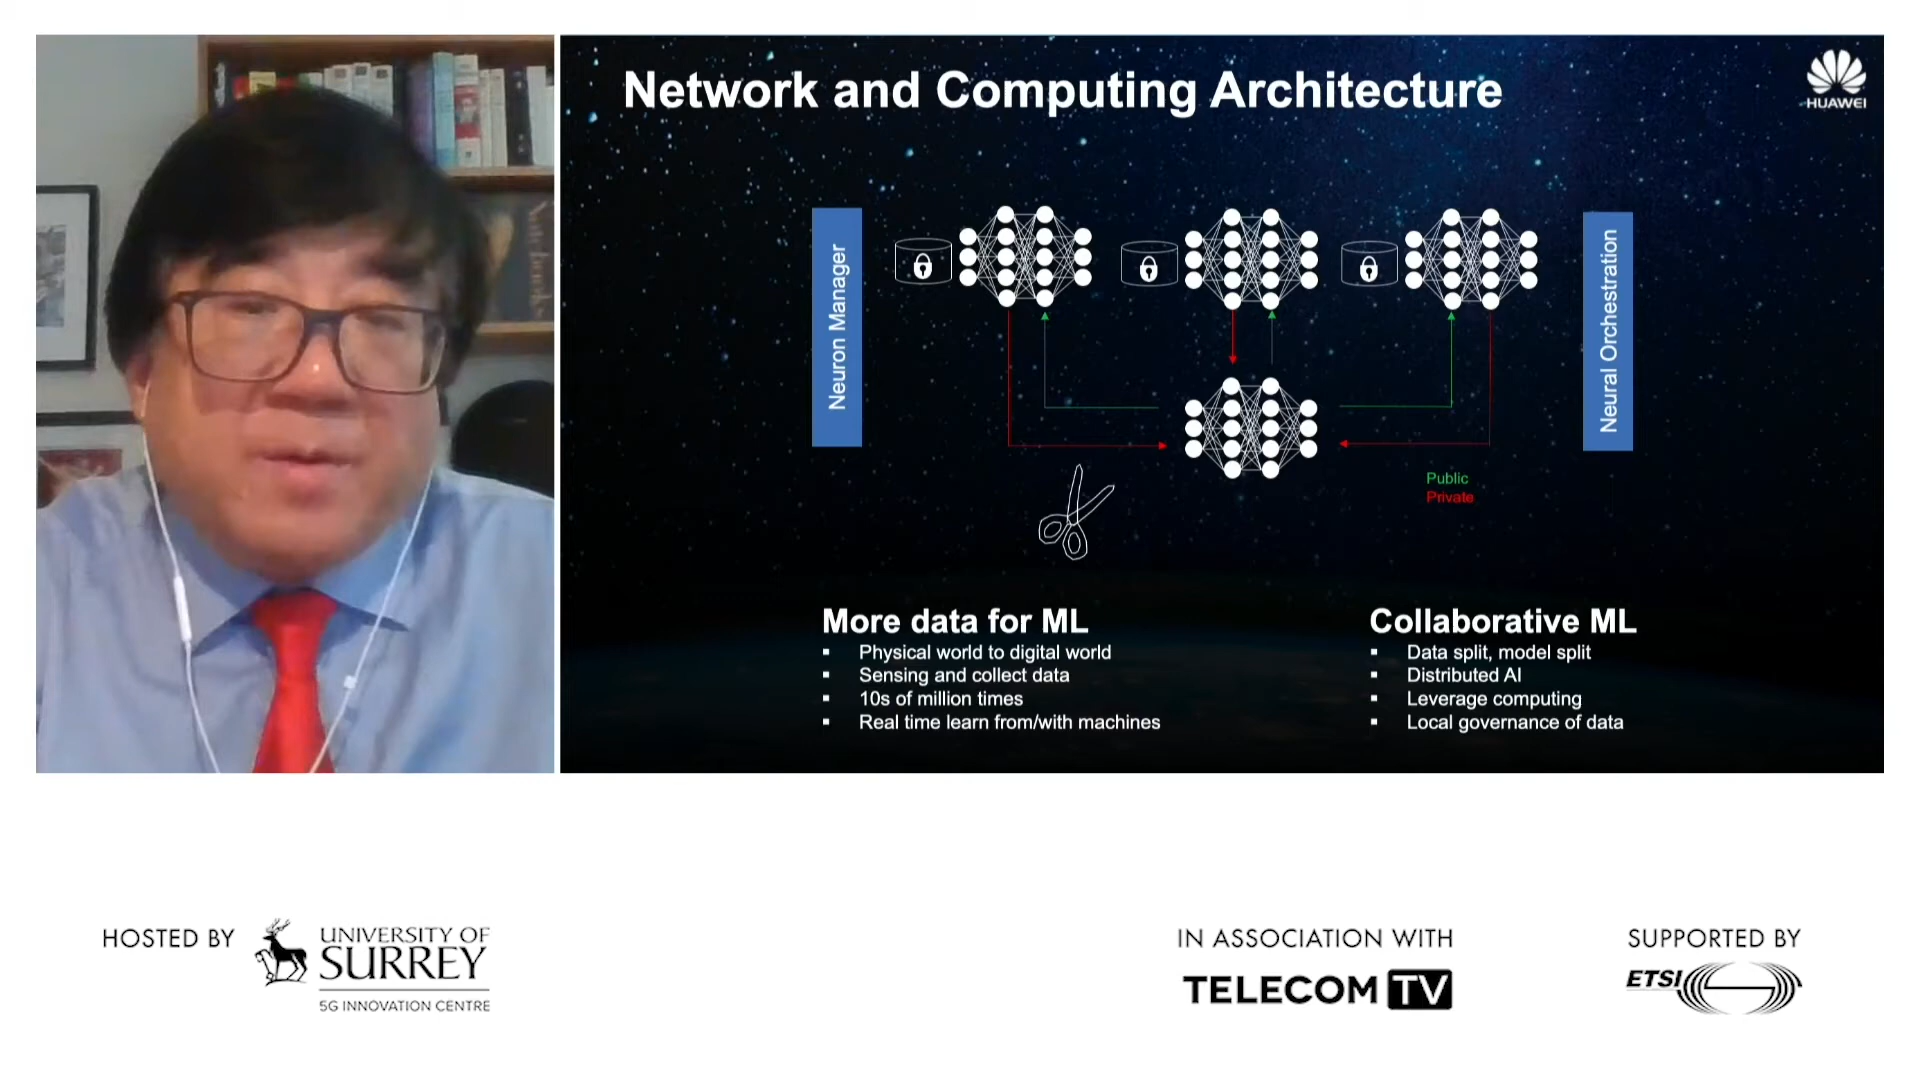 Network and Computing Architecture
HUAWEI
Neuron Manager
Neural Orchestration
Public
Private
More data for ML
▪ Physical world to digital world
▪ Sensing and collect data
▪ 10s of million times
▪ Real time learn from/with machines
Collaborative ML
▪ Data split, model split
▪ Distributed AI
▪ Leverage computing
▪ Local governance of data
HOSTED BY
UNIVERSITY OF
SURREY
5G INNOVATION CENTRE
IN ASSOCIATION WITH
TELECOM TV
SUPPORTED BY
ETSI